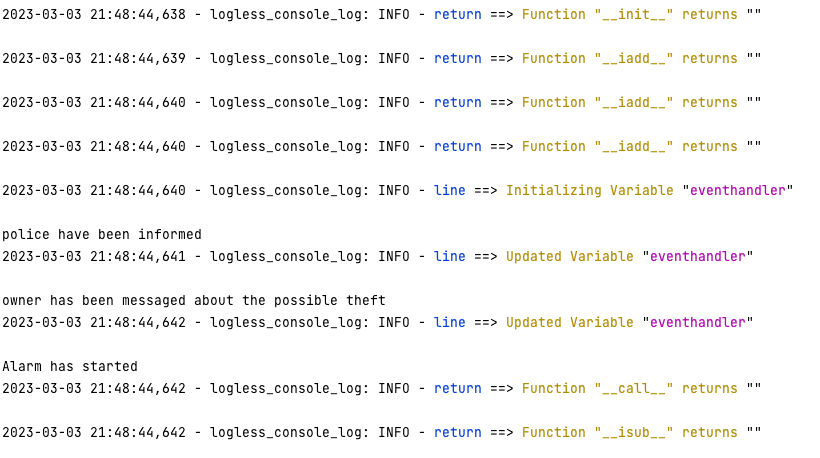 2023-03-03 21:48:44,638 - logless_console_log: INFO - return ==> Function "__init__" returns ""
2023-03-03 21:48:44,639 - logless_console_log: INFO - return ==> Function "__iadd__" returns ""
2023-03-03 21:48:44,640 - logless_console_log: INFO - return ==> Function "__iadd__" returns ""
2023-03-03 21:48:44,640 - logless_console_log: INFO - return ==> Function "__iadd__" returns ""
2023-03-03 21:48:44,640 - logless_console_log: INFO - line ==> Initializing Variable "eventhandler"
police have been informed
2023-03-03 21:48:44,641 - logless_console_log: INFO - line ==> Updated Variable "eventhandler"
owner has been messaged about the possible theft
2023-03-03 21:48:44,642 - logless_console_log: INFO - line ==> Updated Variable "eventhandler"
Alarm has started
2023-03-03 21:48:44,642 - logless_console_log: INFO - return ==> Function "__call__" returns ""
2023-03-03 21:48:44,642 - logless_console_log: INFO - return ==> Function "__isub__" returns ""